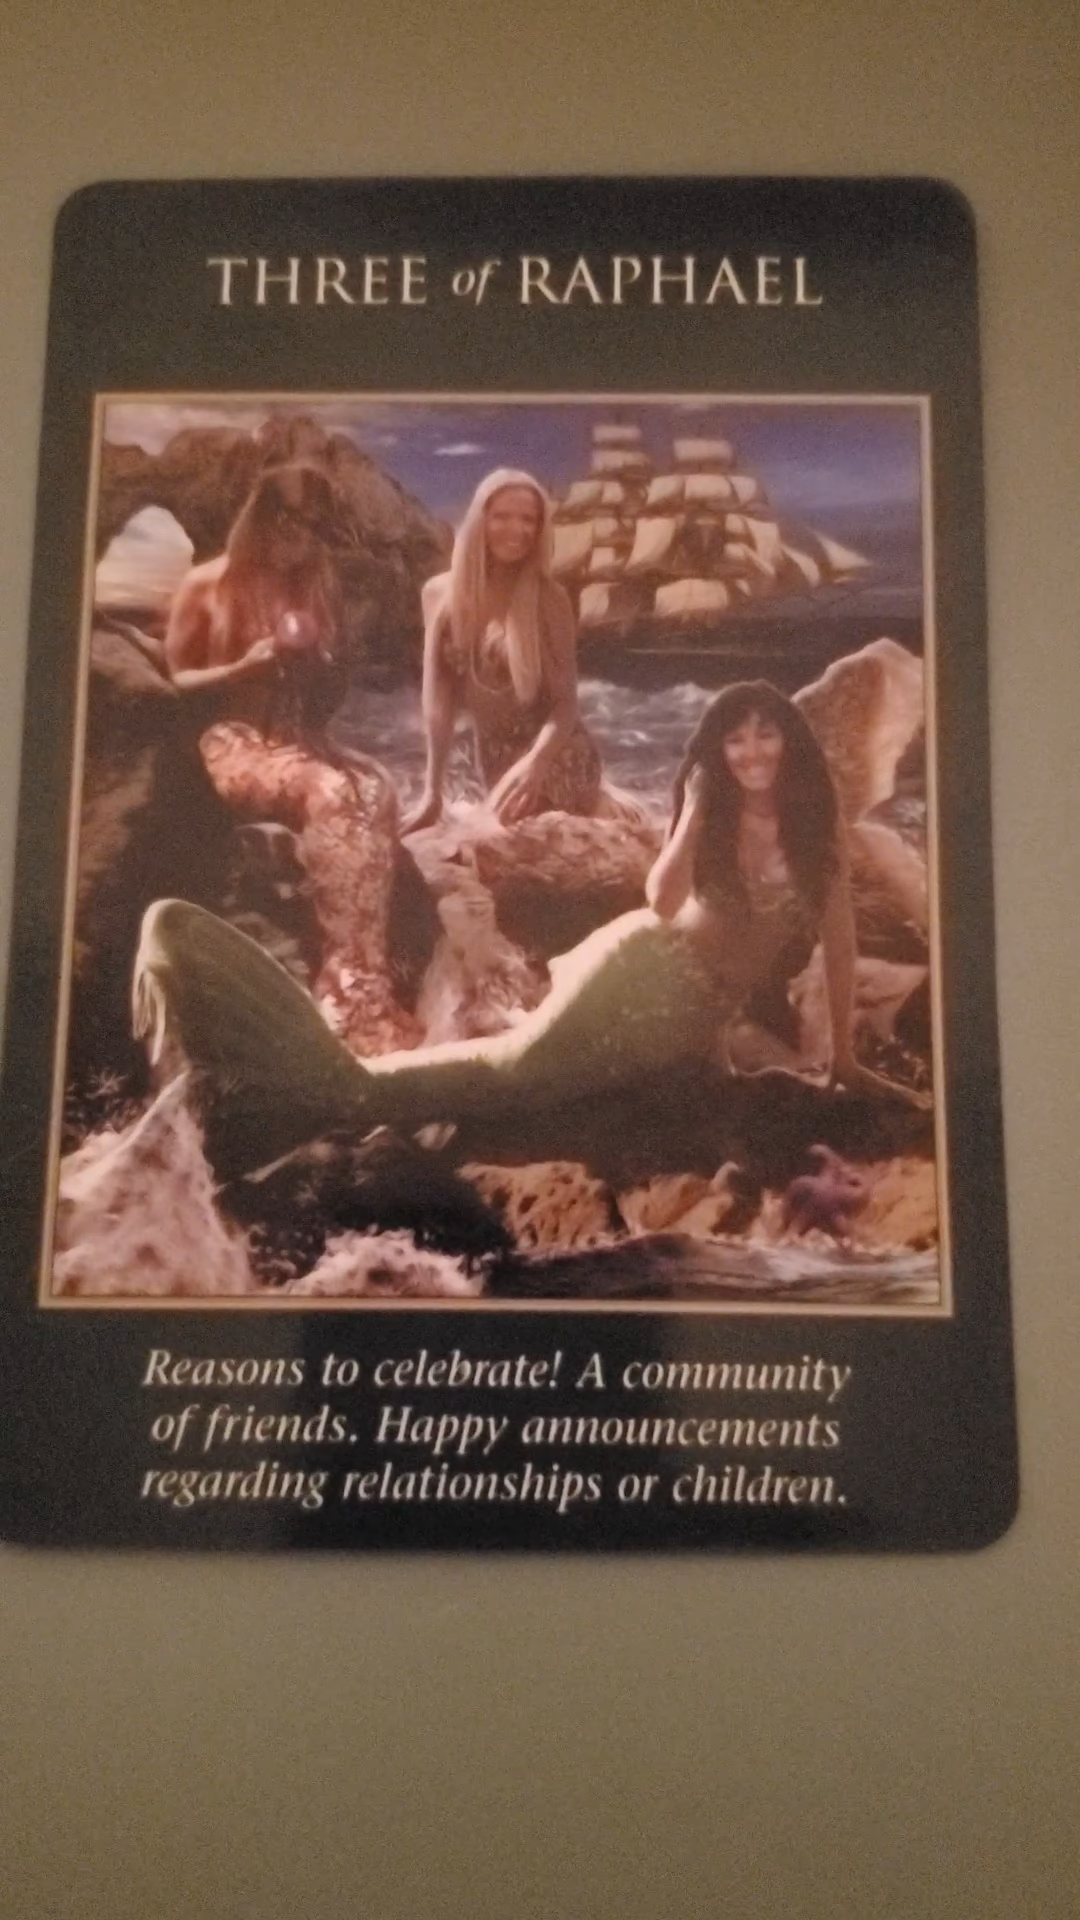 THREE of RAPHAEL
Reasons to celebrate! A community
of friends. Happy announcements
regarding relationships or children.